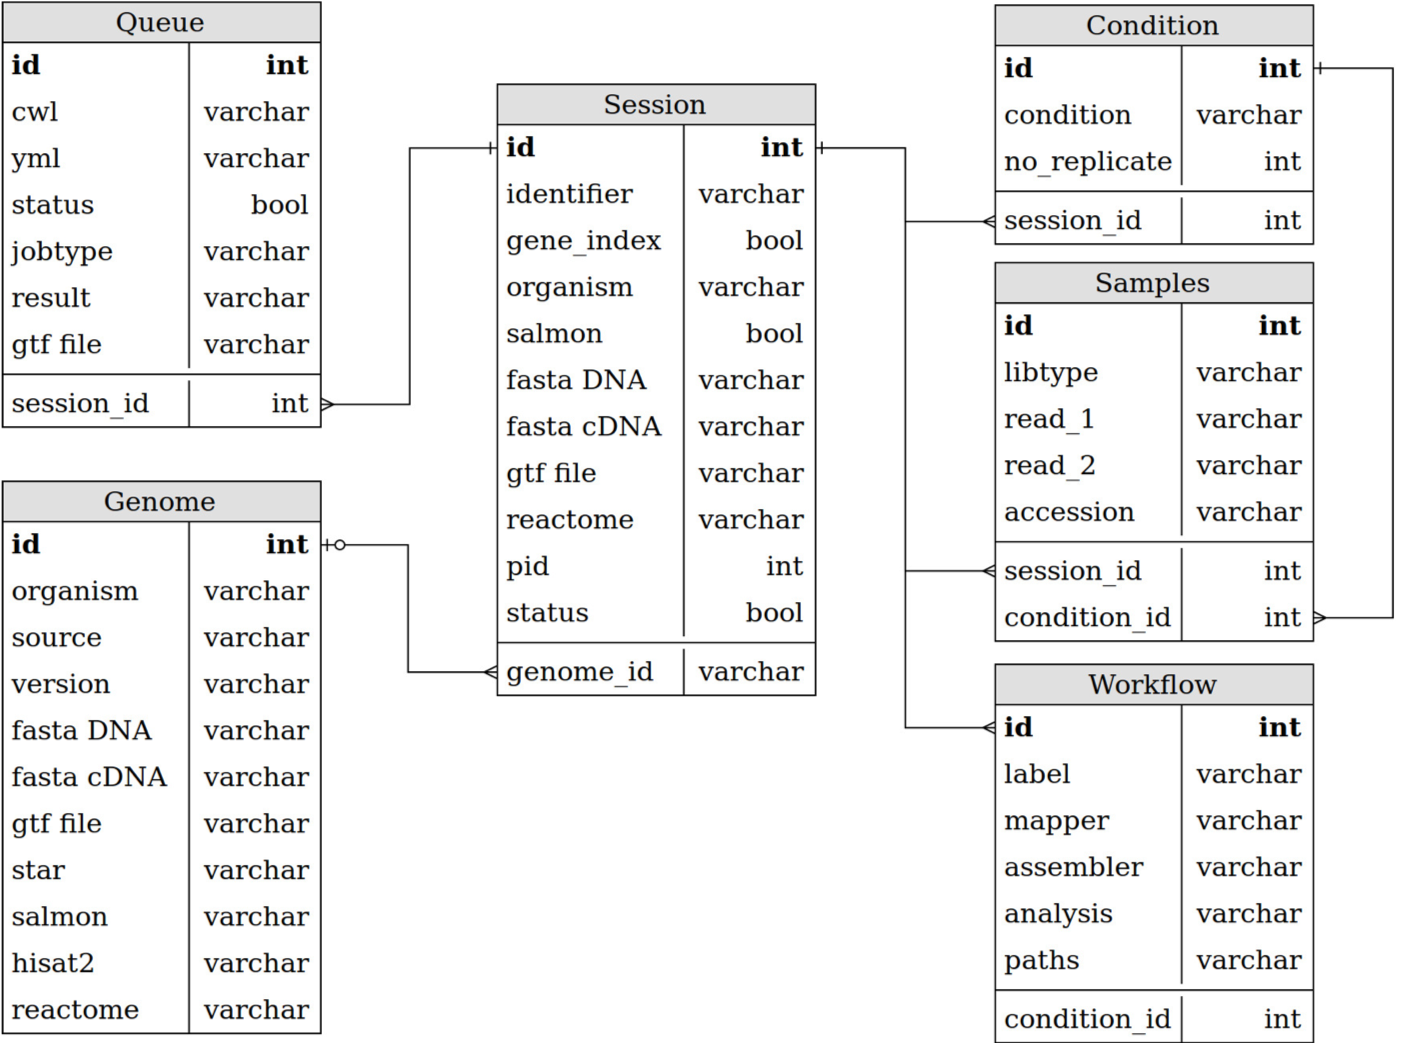 Queue
id int
cwl varchar
yml varchar
status bool
jobtype varchar
result varchar
gtf file varchar
session_id int
Genome
id int
organism varchar
source varchar
version varchar
fasta DNA varchar
fasta cDNA varchar
gtf file varchar
star varchar
salmon varchar
hisat2 varchar
reactome varchar
Session
id int
identifier varchar
gene_index bool
organism varchar
salmon bool
fasta DNA varchar
fasta cDNA varchar
gtf file varchar
reactome varchar
pid int
status bool
genome_id varchar
Condition
id int
condition varchar
no_replicate int
session_id int
Samples
id int
libtype varchar
read_1 varchar
read_2 varchar
accession varchar
session_id int
condition_id int
Workflow
id int
label varchar
mapper varchar
assembler varchar
analysis varchar
paths varchar
condition_id int